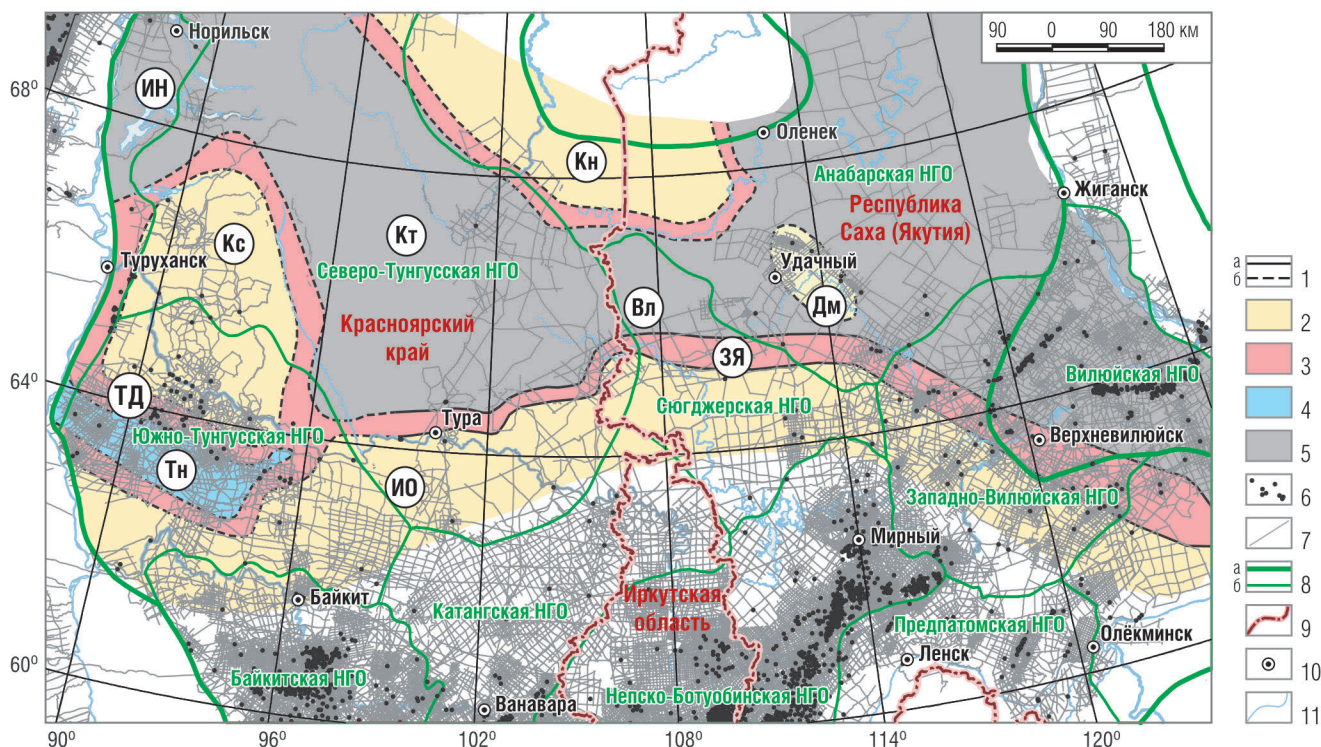 90 0 90 180 км
Норильск
68⁰
ИН
Оленек
Кн
Анабарская НГО
Жиганск
Республика
Саха (Якутия)
Кс
Кт
Туруханск
Северо-Тунгусская НГО
Удачный
Вл
Дм
Красноярский
край
ЗЯ
64⁰
ТД
Вилюйская НГО
Сюгджерская НГО
Тура
Южно-Тунгусская НГО
Верхневилюйск
Тн
ИО
Западно-Вилюйская НГО
Мирный
Байкит
Катангская НГО
Иркутская
область
Предпатомская НГО
Олёкминск
60⁰
Ленск
Байкитская НГО
Непско-Ботуобинская НГО
Ванавара
90⁰ 96⁰ 102⁰ 108⁰ 114⁰ 120⁰
а
б
1
2
3
4
5
6
7
а
б
8
9
10
11